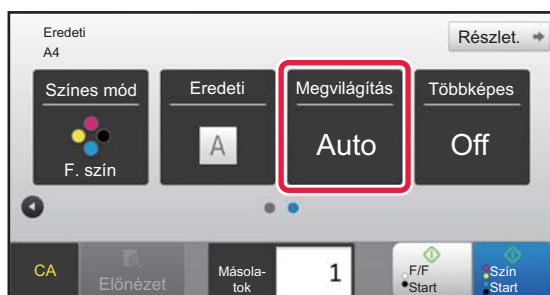 Eredeti
A4
Részlet.
Színes mód
F. szín
Eredeti
A
Megvilágítás
Auto
Többképes
Off
CA
Előnézet
Másola-
tok
1
F/F
Start
Szín
Start